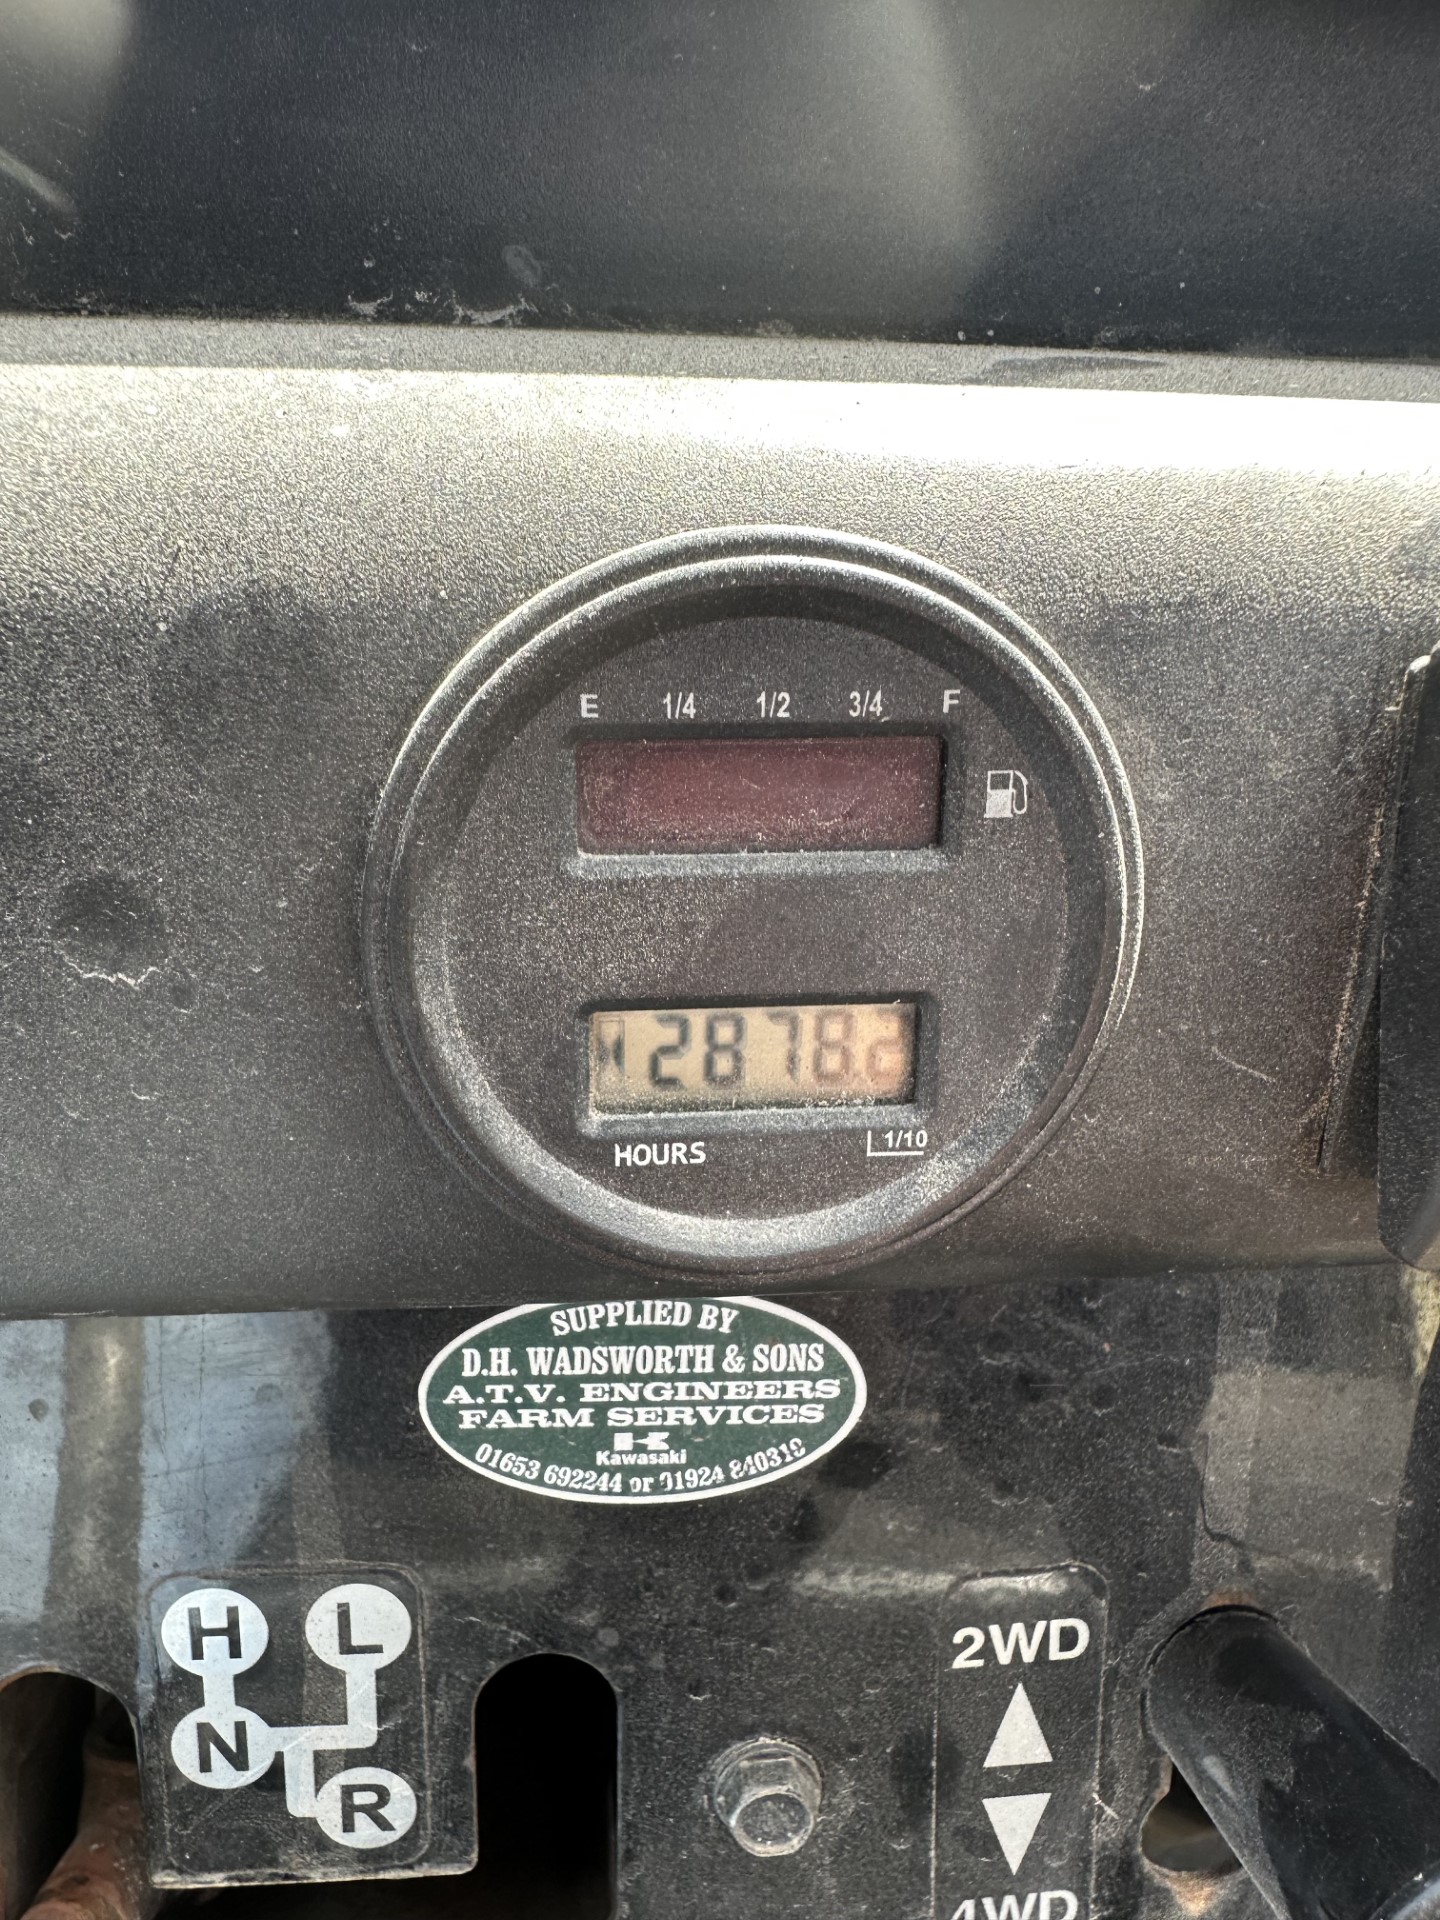 E 1/4 1/2 3/4 F
2878.2
HOURS 1/10
SUPPLIED BY
D.H. WADSWORTH & SONS
A.T.V. ENGINEERS
FARM SERVICES
Kawasaki
01653 692244 or 01924 840319
H L
N
R
2WD
4WD